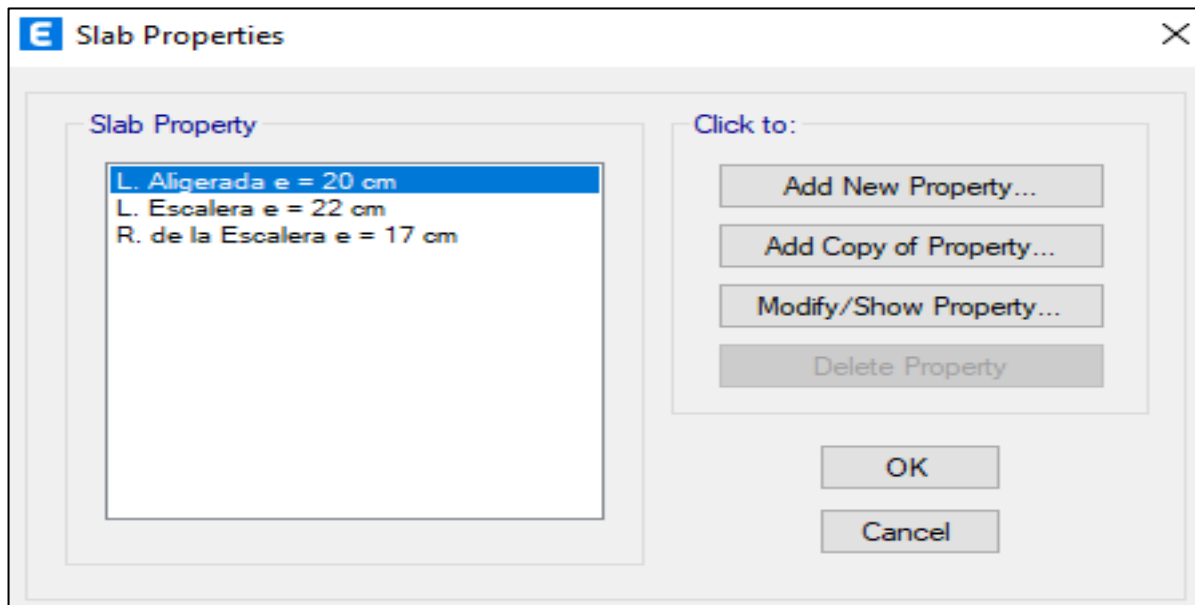 E Slab Properties
Slab Property
L. Aligerada e = 20 cm
L. Escalera e = 22 cm
R. de la Escalera e = 17 cm
Click to:
Add New Property...
Add Copy of Property...
Modify/Show Property...
Delete Property
OK
Cancel